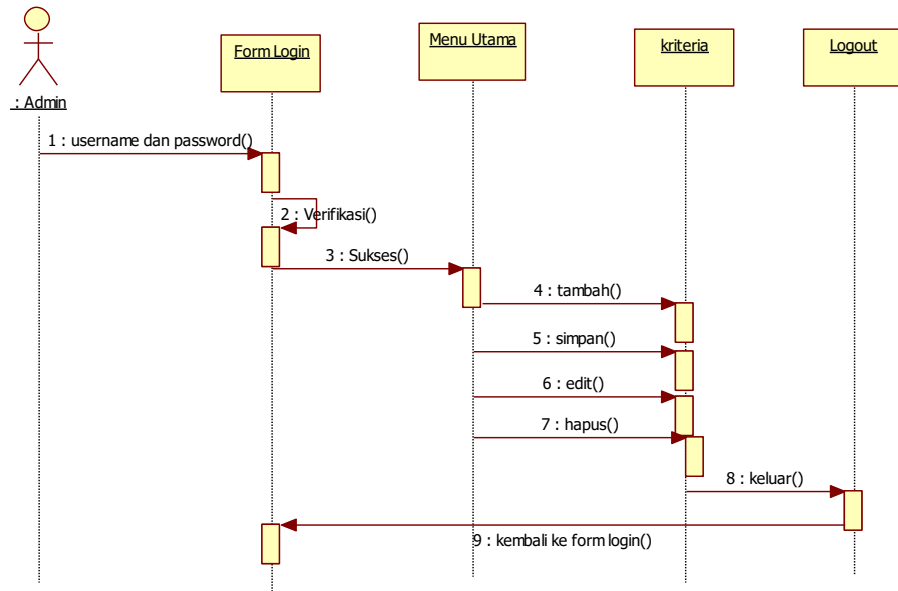 : Admin
Form Login
Menu Utama
kriteria
Logout
1 : username dan password()
2 : Verifikasi()
3 : Sukses()
4 : tambah()
5 : simpan()
6 : edit()
7 : hapus()
8 : keluar()
9 : kembali ke form login()